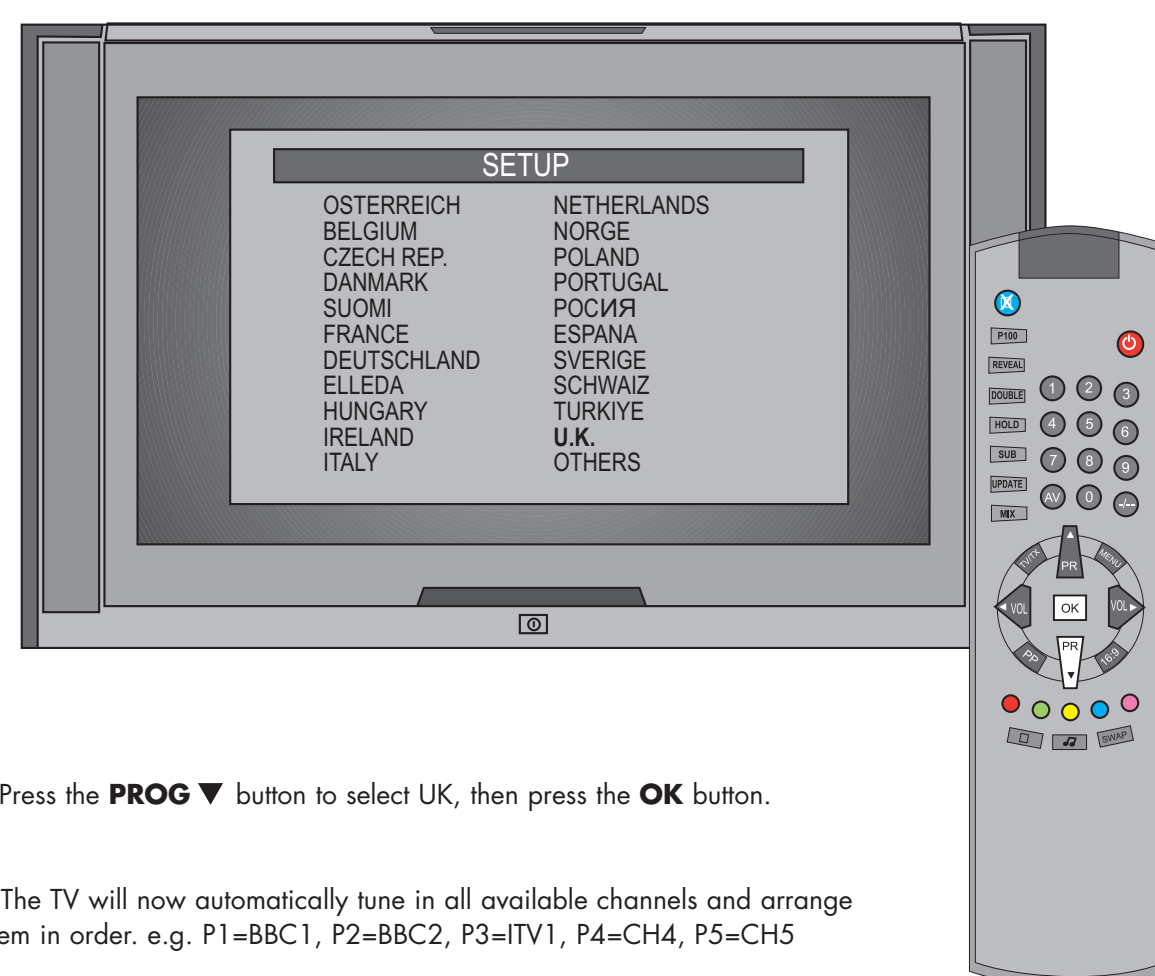 SETUP
OSTERREICH
BELGIUM
CZECH REP.
DANMARK
SUOMI
FRANCE
DEUTSCHLAND
ELLEDA
HUNGARY
IRELAND
ITALY
NETHERLANDS
NORGE
POLAND
PORTUGAL
POCИЯ
ESPANA
SVERIGE
SCHWAIZ
TURKIYE
U.K.
OTHERS
P100
REVEAL
DOUBLE
HOLD
SUB
UPDATE
MIX
1 2 3
4 5 6
7 8 9
AV 0 -/--
TV/TX
PR
MENU
VOL
OK
VOL
PP
PR
16:9
SWAP
Press the PROG ▼ button to select UK, then press the OK button.
The TV will now automatically tune in all available channels and arrange
em in order. e.g. P1=BBC1, P2=BBC2, P3=ITV1, P4=CH4, P5=CH5